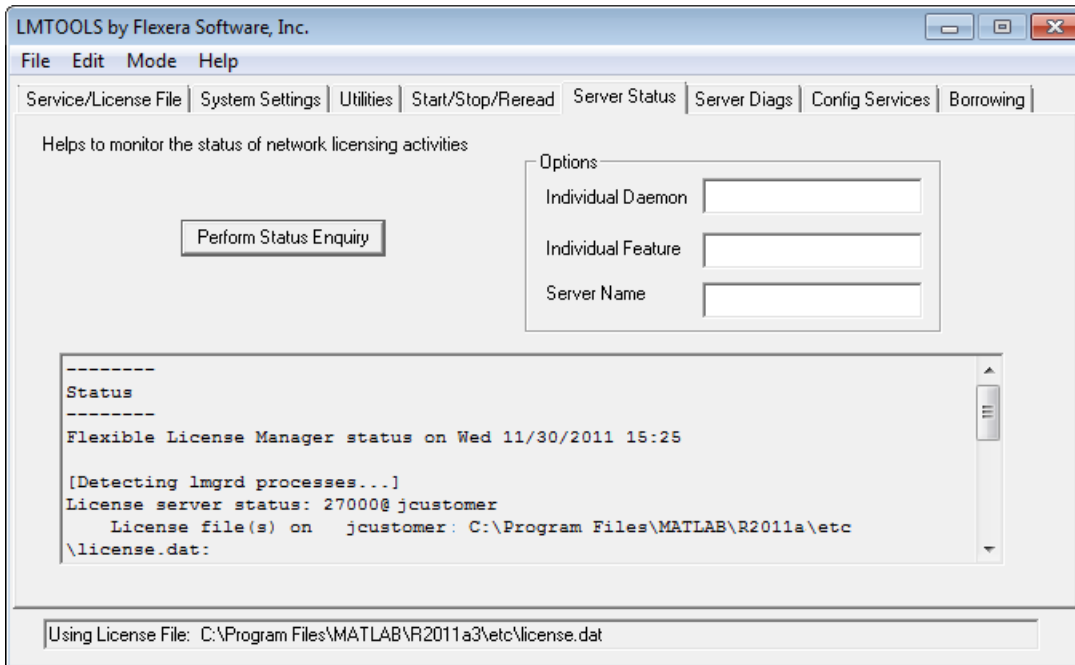 LMTOOLS by Flexera Software, Inc.
File Edit Mode Help
Service/License File System Settings Utilities Start/Stop/Reread Server Status Server Diags Config Services Borrowing
Helps to monitor the status of network licensing activities
Options
Individual Daemon
Perform Status Enquiry
Individual Feature
Server Name
--------
Status
--------
Flexible License Manager status on Wed 11/30/2011 15:25
[Detecting lmgrd processes...]
License server status: 27000@jcustomer
License file(s) on jcustomer: C:\Program Files\MATLAB\R2011a\etc
\license.dat:
Using License File: C:\Program Files\MATLAB\R2011a3\etc\license.dat